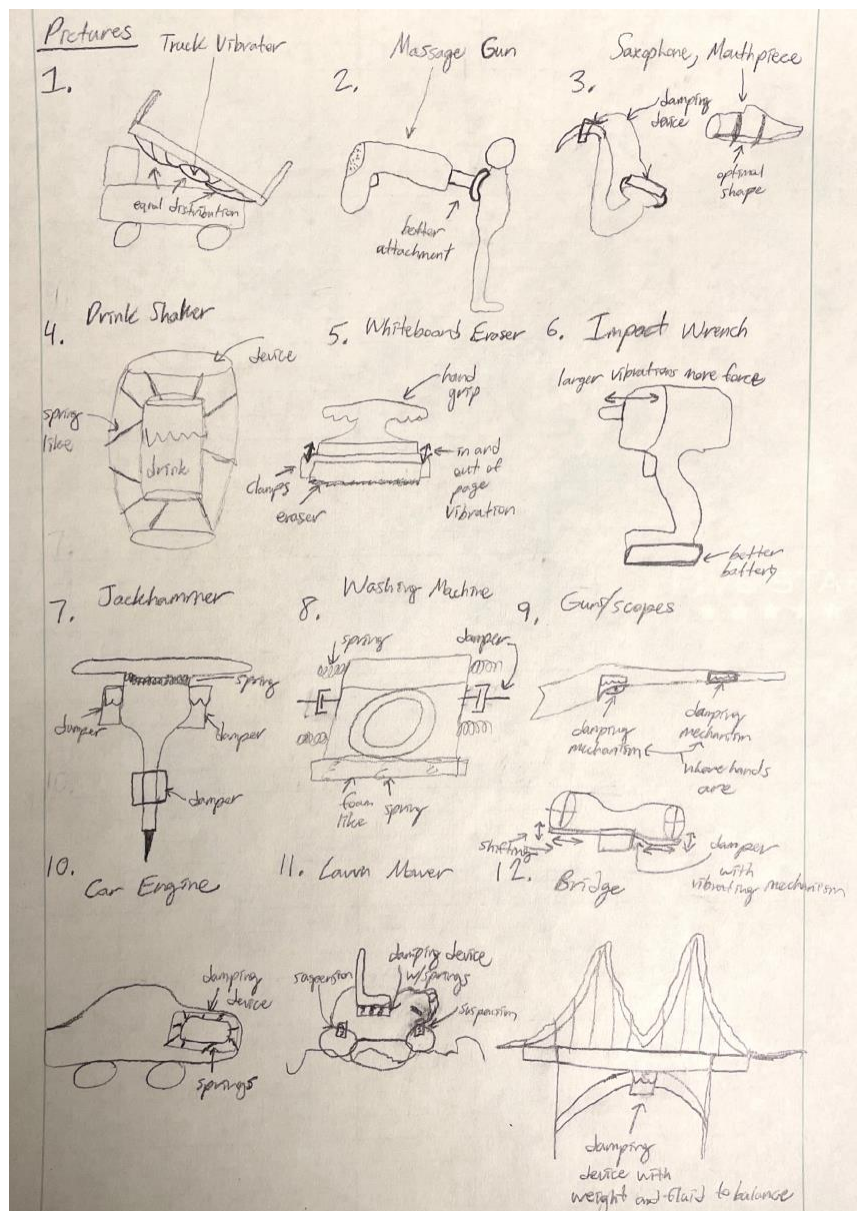 Pictures
1.
Truck Vibrator
equal distribution
2.
Massage Gun
better
attachment
3.
Saxophone, Mouthpiece
damping
device
optimal
shape
4.
Drink Shaker
device
spring
like
drink
5. Whiteboard Eraser
hand
grip
clamps
eraser
in and
out of
page
vibration
6. Impact Wrench
larger vibrations more force
better
battery
7.
Jackhammer
spring
damper
damper
damper
8.
Washing Machine
spring
damper
foam
like
spring
9. Guns/scopes
damping
mechanism
damping
mechanism
where hands
are
shifting
damper
with
vibrating mechanism
10.
Car Engine
damping
device
springs
11. Lawn Mower
suspension
damping device
w/springs
suspension
12.
Bridge
damping
device with
weight and fluid to balance